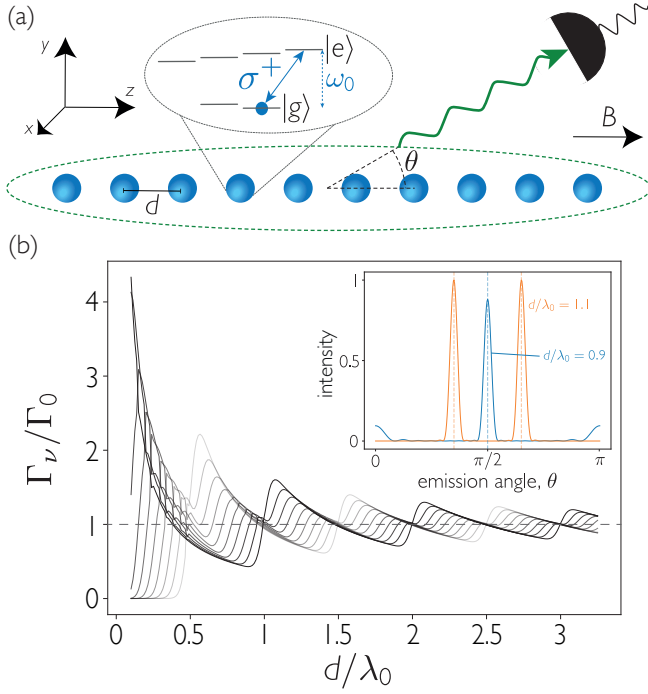 (a)
y
z
x
|e⟩
σ⁺
ω₀
|g⟩
B
θ
d
(b)
Γν/Γ₀
4
3
2
1
0
0
0.5
1
1.5
2
2.5
3
d/λ₀
intensity
1
0.5
0
d/λ₀ = 1.1
d/λ₀ = 0.9
0
π/2
π
emission angle, θ